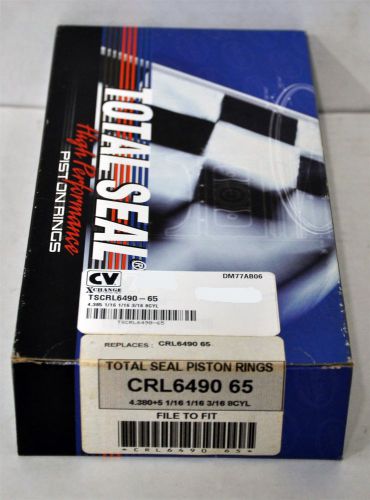 TOTAL SEAL®
High Performance
PISTON RINGS
CV
XCHANGE
DM77AB06
TSCRL6490-65
4.385 1/16 1/16 3/16 8CYL
TSCRL6490-65
REPLACES: CRL6490 65
TOTAL SEAL PISTON RINGS
CRL6490 65
4.380+5 1/16 1/16 3/16 8CYL
FILE TO FIT
*CRL6490 65*